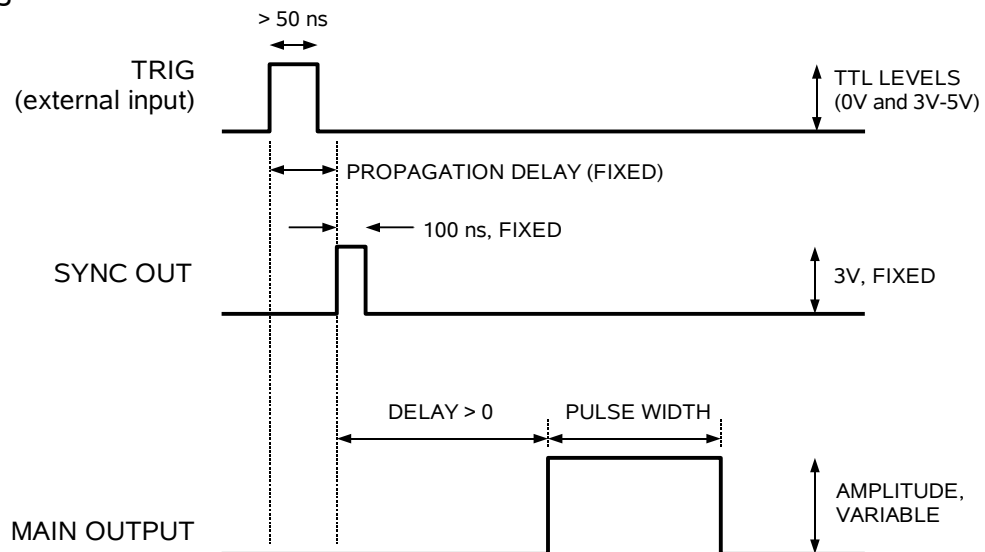 > 50 ns
TRIG
(external input)
TTL LEVELS
(0V and 3V-5V)
PROPAGATION DELAY (FIXED)
100 ns, FIXED
SYNC OUT
3V, FIXED
DELAY > 0
PULSE WIDTH
AMPLITUDE,
VARIABLE
MAIN OUTPUT